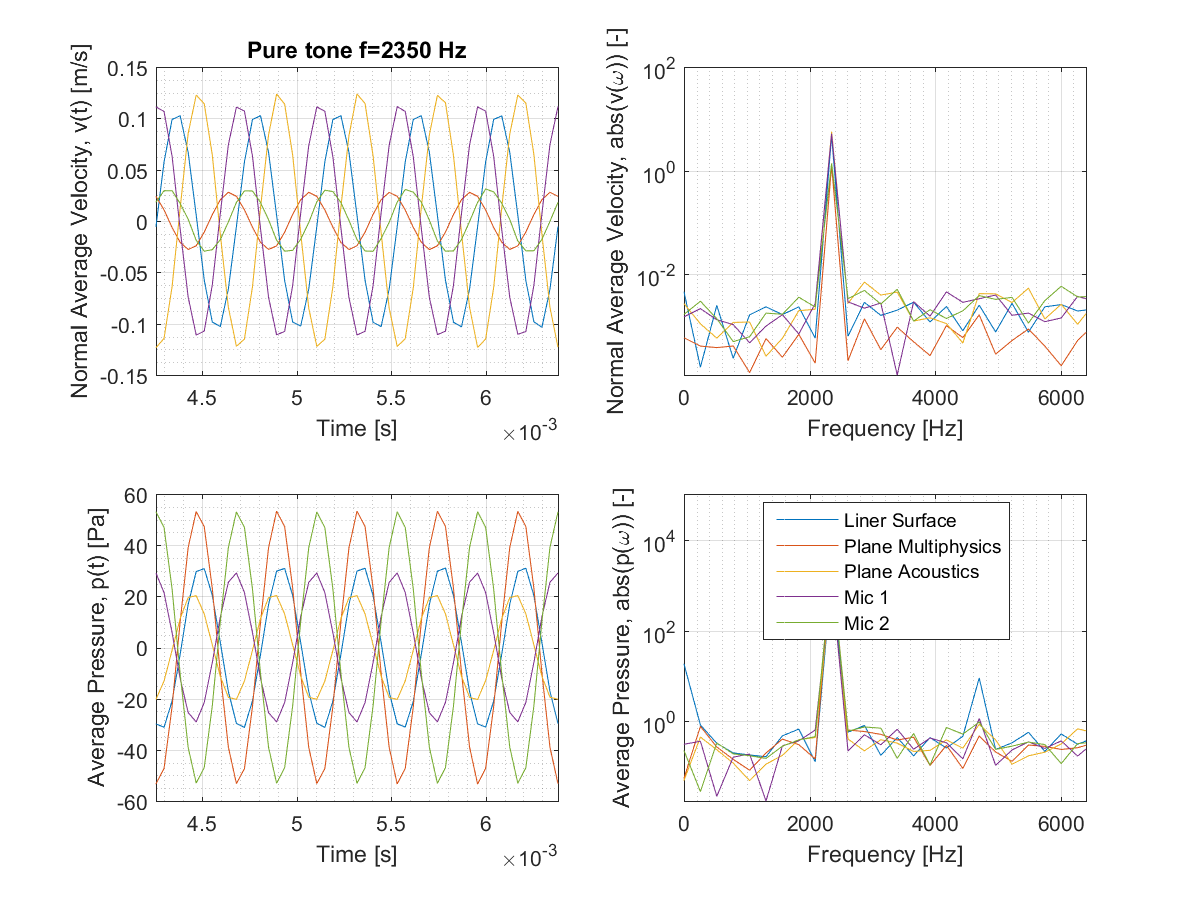 Pure tone f=2350 Hz
Normal Average Velocity, v(t) [m/s]
0.15
0.1
0.05
0
-0.05
-0.1
-0.15
4.5
5
5.5
6
Time [s]
×10^-3
Normal Average Velocity, abs(v(ω)) [-]
10^2
10^0
10^-2
0
2000
4000
6000
Frequency [Hz]
Average Pressure, p(t) [Pa]
60
40
20
0
-20
-40
-60
4.5
5
5.5
6
Time [s]
×10^-3
Average Pressure, abs(p(ω)) [-]
10^4
10^2
10^0
0
2000
4000
6000
Frequency [Hz]
Liner Surface
Plane Multiphysics
Plane Acoustics
Mic 1
Mic 2